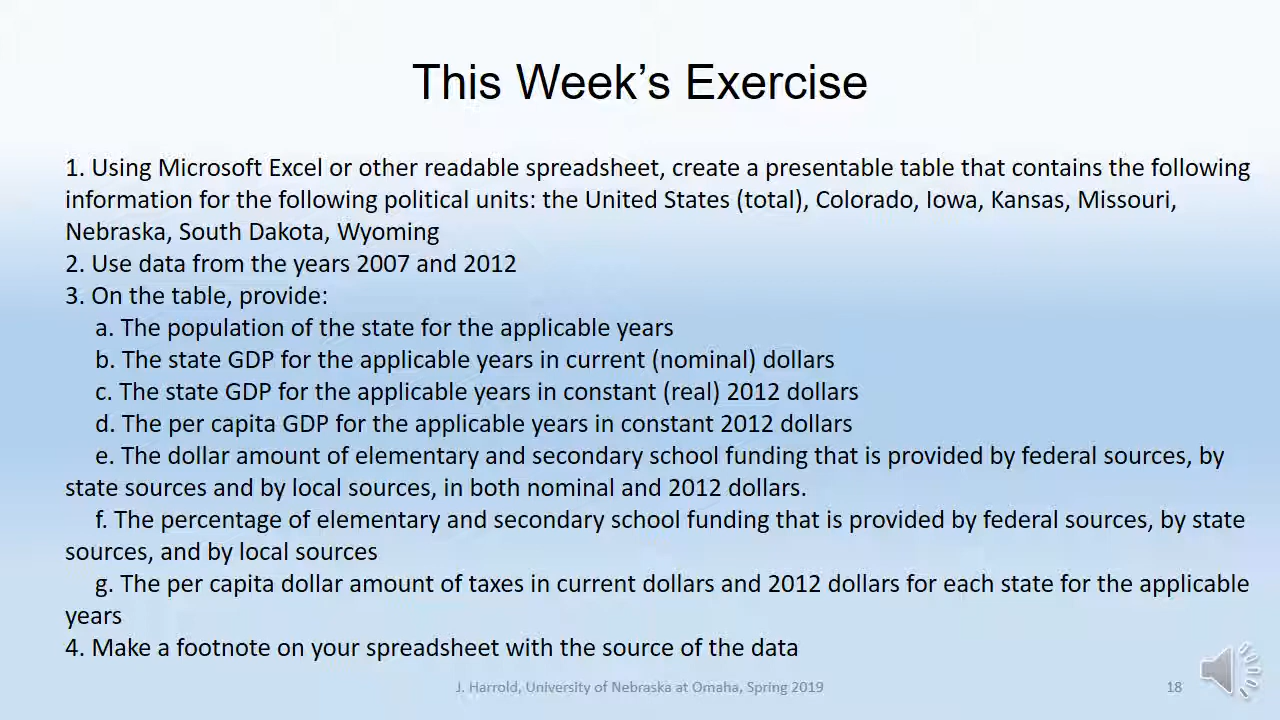 This Week’s Exercise
1. Using Microsoft Excel or other readable spreadsheet, create a presentable table that contains the following
information for the following political units: the United States (total), Colorado, Iowa, Kansas, Missouri,
Nebraska, South Dakota, Wyoming
2. Use data from the years 2007 and 2012
3. On the table, provide:
a. The population of the state for the applicable years
b. The state GDP for the applicable years in current (nominal) dollars
c. The state GDP for the applicable years in constant (real) 2012 dollars
d. The per capita GDP for the applicable years in constant 2012 dollars
e. The dollar amount of elementary and secondary school funding that is provided by federal sources, by
state sources and by local sources, in both nominal and 2012 dollars.
f. The percentage of elementary and secondary school funding that is provided by federal sources, by state
sources, and by local sources
g. The per capita dollar amount of taxes in current dollars and 2012 dollars for each state for the applicable
years
4. Make a footnote on your spreadsheet with the source of the data
J. Harrold, University of Nebraska at Omaha, Spring 2019
18